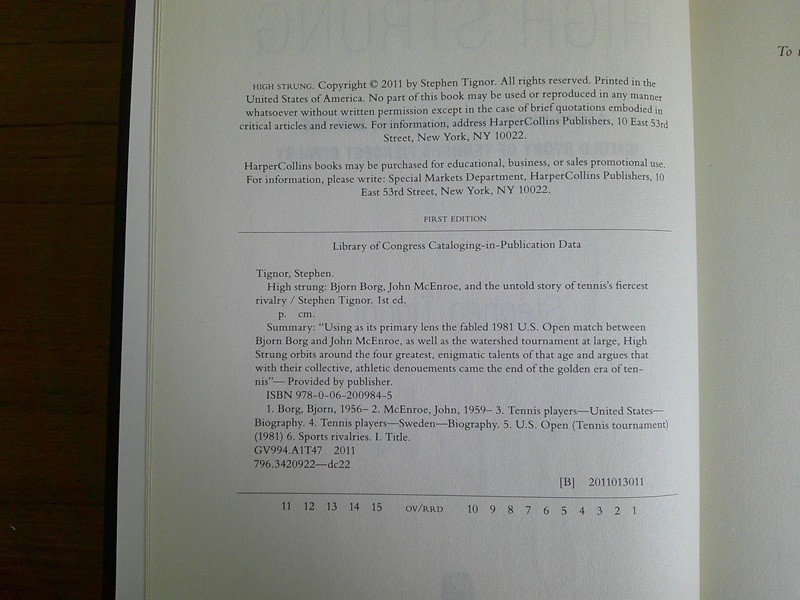 HIGH STRUNG. Copyright © 2011 by Stephen Tignor. All rights reserved. Printed in the
United States of America. No part of this book may be used or reproduced in any manner
whatsoever without written permission except in the case of brief quotations embodied in
critical articles and reviews. For information, address HarperCollins Publishers, 10 East 53rd
Street, New York, NY 10022.
HarperCollins books may be purchased for educational, business, or sales promotional use.
For information, please write: Special Markets Department, HarperCollins Publishers, 10
East 53rd Street, New York, NY 10022.
FIRST EDITION
Library of Congress Cataloging-in-Publication Data
Tignor, Stephen.
High strung: Bjorn Borg, John McEnroe, and the untold story of tennis's fiercest
rivalry / Stephen Tignor. 1st ed.
p. cm.
Summary: "Using as its primary lens the fabled 1981 U.S. Open match between
Bjorn Borg and John McEnroe, as well as the watershed tournament at large, High
Strung orbits around the four greatest, enigmatic talents of that age and argues that
with their collective, athletic denouements came the end of the golden era of ten-
nis"— Provided by publisher.
ISBN 978-0-06-200984-5
1. Borg, Bjorn, 1956– 2. McEnroe, John, 1959– 3. Tennis players—United States—
Biography. 4. Tennis players—Sweden—Biography. 5. U.S. Open (Tennis tournament)
(1981) 6. Sports rivalries. I. Title.
GV994.A1T47 2011
796.3420922—dc22
[B] 2011013011
11 12 13 14 15 OV/RRD 10 9 8 7 6 5 4 3 2 1
To